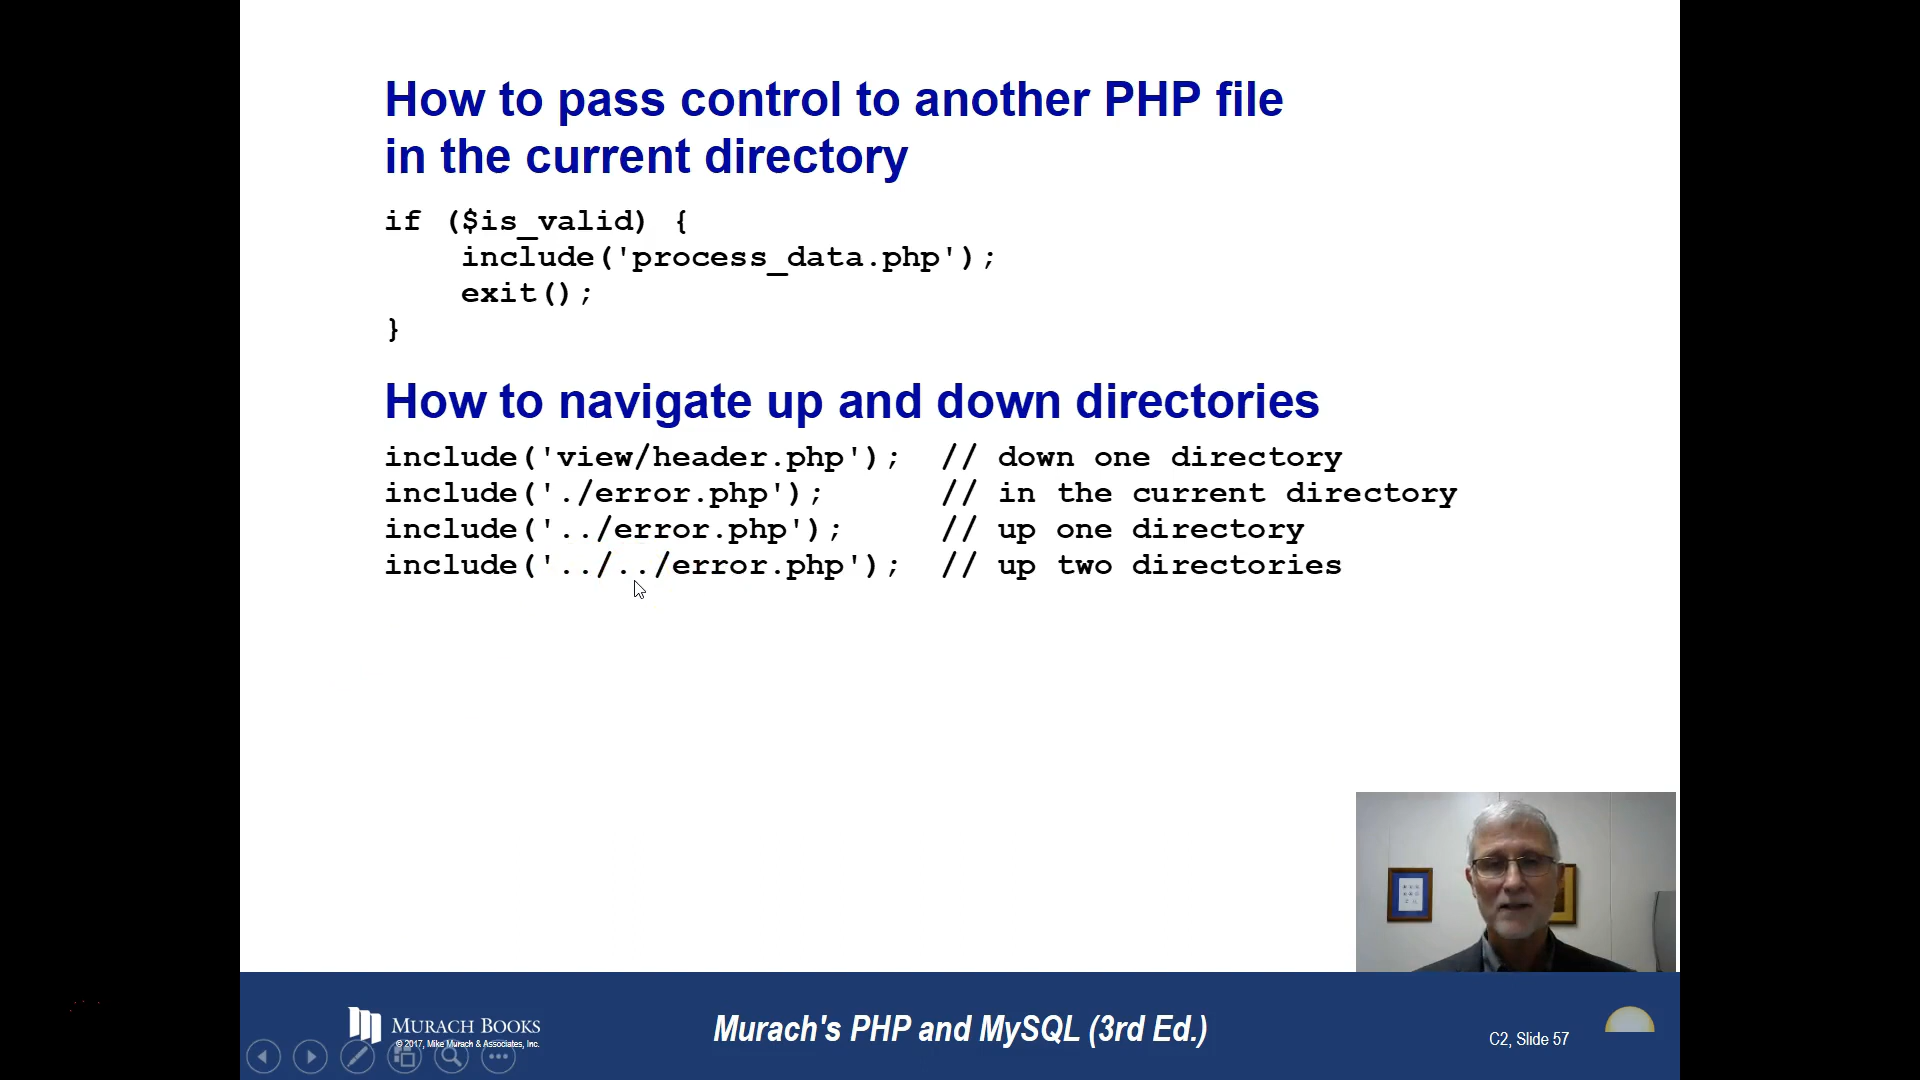 How to pass control to another PHP file
in the current directory
if ($is_valid) {
    include('process_data.php');
    exit();
}
How to navigate up and down directories
include('view/header.php');  // down one directory
include('./error.php');      // in the current directory
include('../error.php');     // up one directory
include('../../error.php');  // up two directories
MURACH BOOKS
© 2017, Mike Murach & Associates, Inc.
Murach's PHP and MySQL (3rd Ed.)
C2, Slide 57